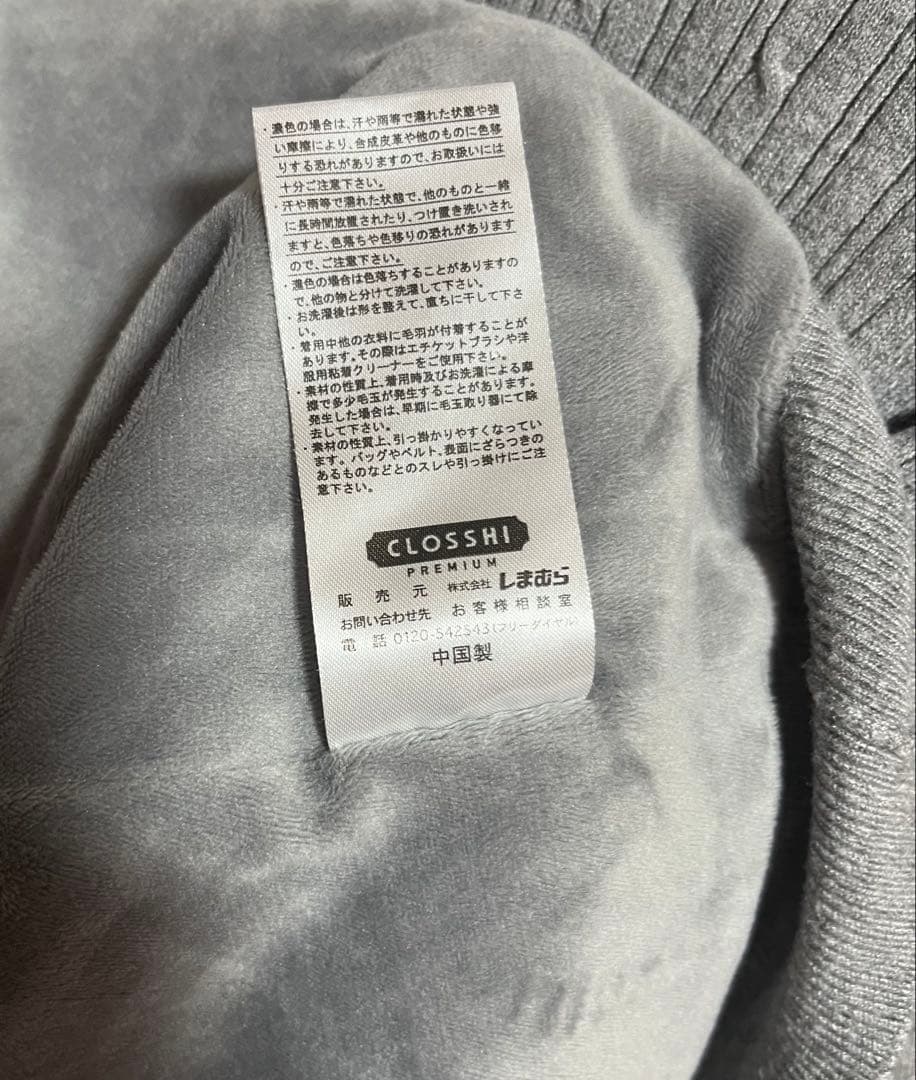 ・濃色の場合は、汗や雨等で濡れた状態や強
い摩擦により、合成皮革や他のものに色移
りする恐れがありますので、お取扱いには
十分ご注意下さい。
・汗や雨等で濡れた状態で、他のものと一緒
に長時間放置されたり、つけ置き洗いされ
ますと、色落ちや色移りの恐れがあります
ので、ご注意下さい。
・濃色の場合は色落ちすることがありますの
で、他の物と分けて洗濯して下さい。
・お洗濯後は形を整えて、直ちに干して下さ
い。
・着用中他の衣料に毛羽が付着することが
あります。その際はエチケットブラシや洋
服用粘着クリーナーをご使用下さい。
・素材の性質上、着用時及びお洗濯による摩
擦で多少毛玉が発生することがあります。
発生した場合は、早期に毛玉取り器にて除
去して下さい。
・素材の性質上、引っ掛かりやすくなってい
ます。バッグやベルト、表面にざらつきの
あるものなどとのスレや引っ掛けにご注
意下さい。
CLOSSHI
PREMIUM
販売元 株式会社 しまむら
お問い合わせ先 お客様相談室
電話 0120-542543(フリーダイヤル)
中国製